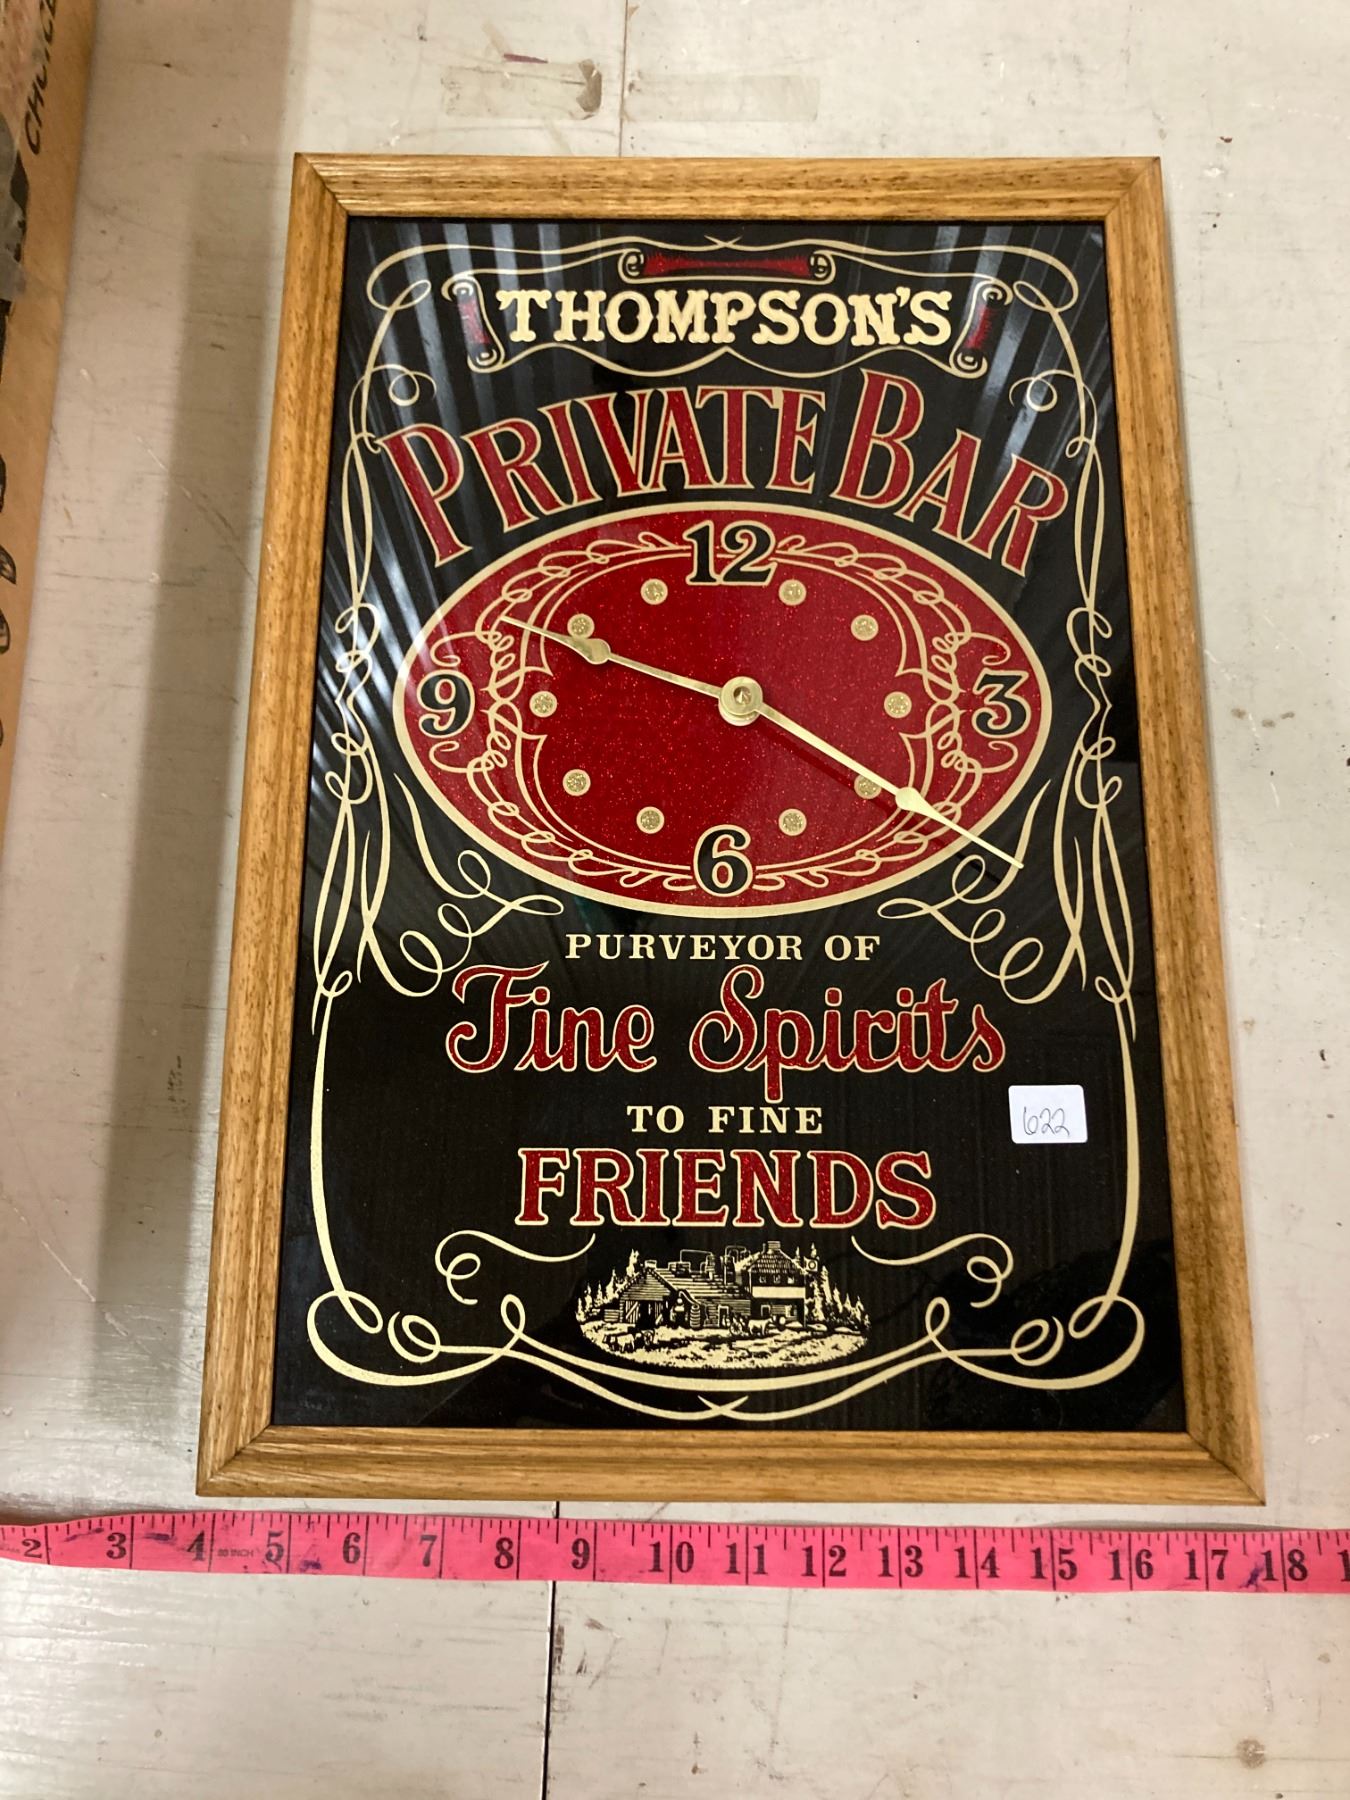 THOMPSON'S
PRIVATE BAR
12
9 3
6
PURVEYOR OF
Fine Spirits
TO FINE
FRIENDS
622
2 3 4 5 6 7 8 9 10 11 12 13 14 15 16 17 18